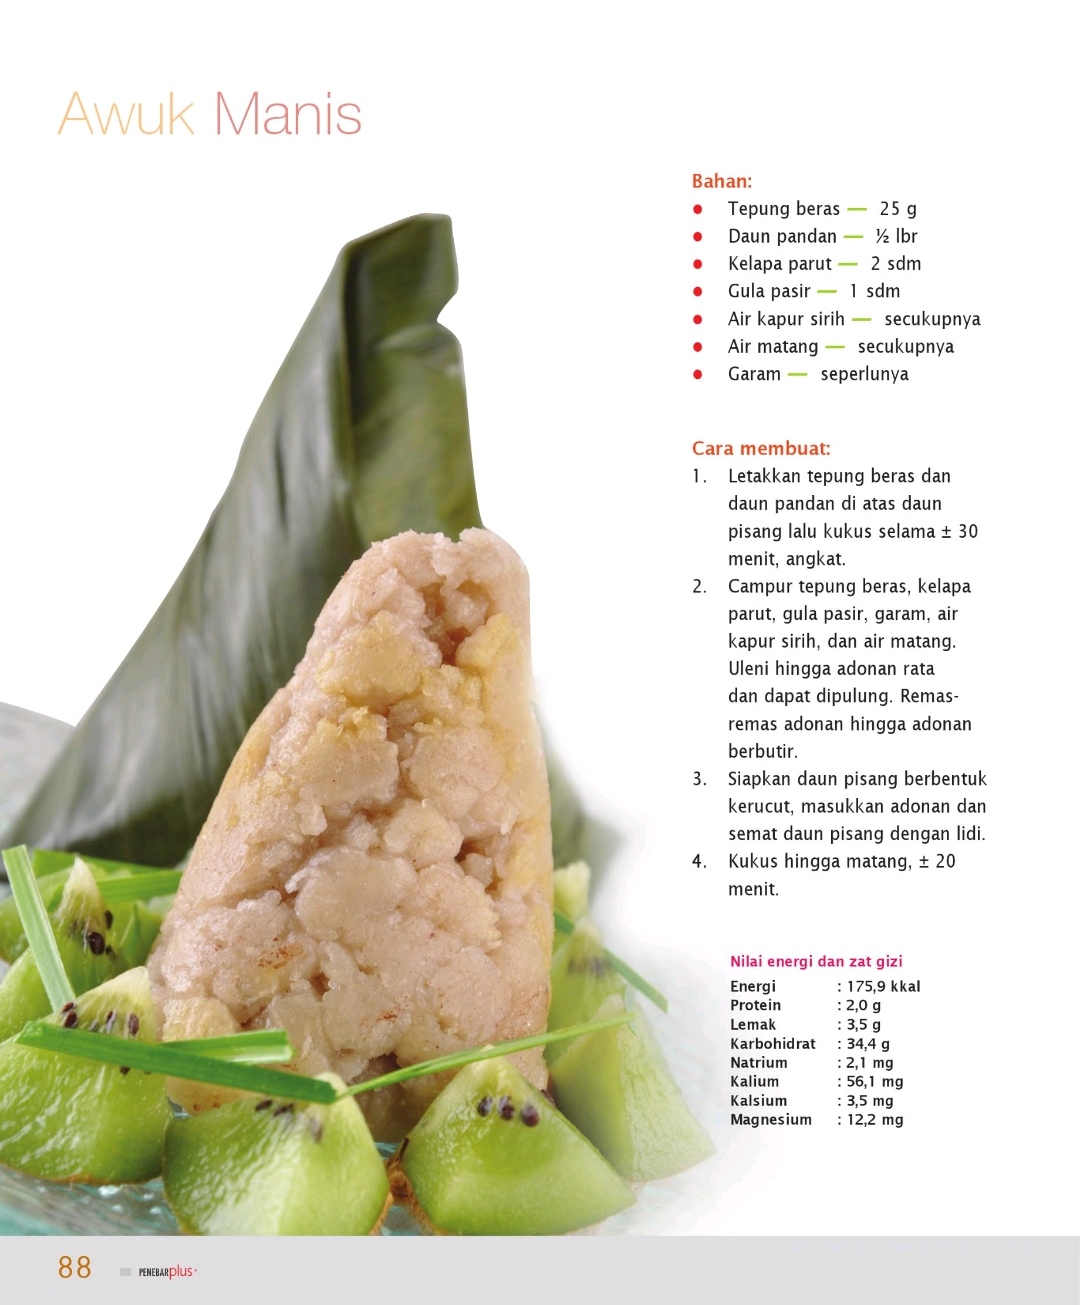 Awuk Manis
Bahan:
• Tepung beras — 25 g
• Daun pandan — ½ lbr
• Kelapa parut — 2 sdm
• Gula pasir — 1 sdm
• Air kapur sirih — secukupnya
• Air matang — secukupnya
• Garam — seperlunya
Cara membuat:
1. Letakkan tepung beras dan
daun pandan di atas daun
pisang lalu kukus selama ± 30
menit, angkat.
2. Campur tepung beras, kelapa
parut, gula pasir, garam, air
kapur sirih, dan air matang.
Uleni hingga adonan rata
dan dapat dipulung. Remas-
remas adonan hingga adonan
berbutir.
3. Siapkan daun pisang berbentuk
kerucut, masukkan adonan dan
semat daun pisang dengan lidi.
4. Kukus hingga matang, ± 20
menit.
Nilai energi dan zat gizi
Energi : 175,9 kkal
Protein : 2,0 g
Lemak : 3,5 g
Karbohidrat : 34,4 g
Natrium : 2,1 mg
Kalium : 56,1 mg
Kalsium : 3,5 mg
Magnesium : 12,2 mg
88 PENEBARplus+